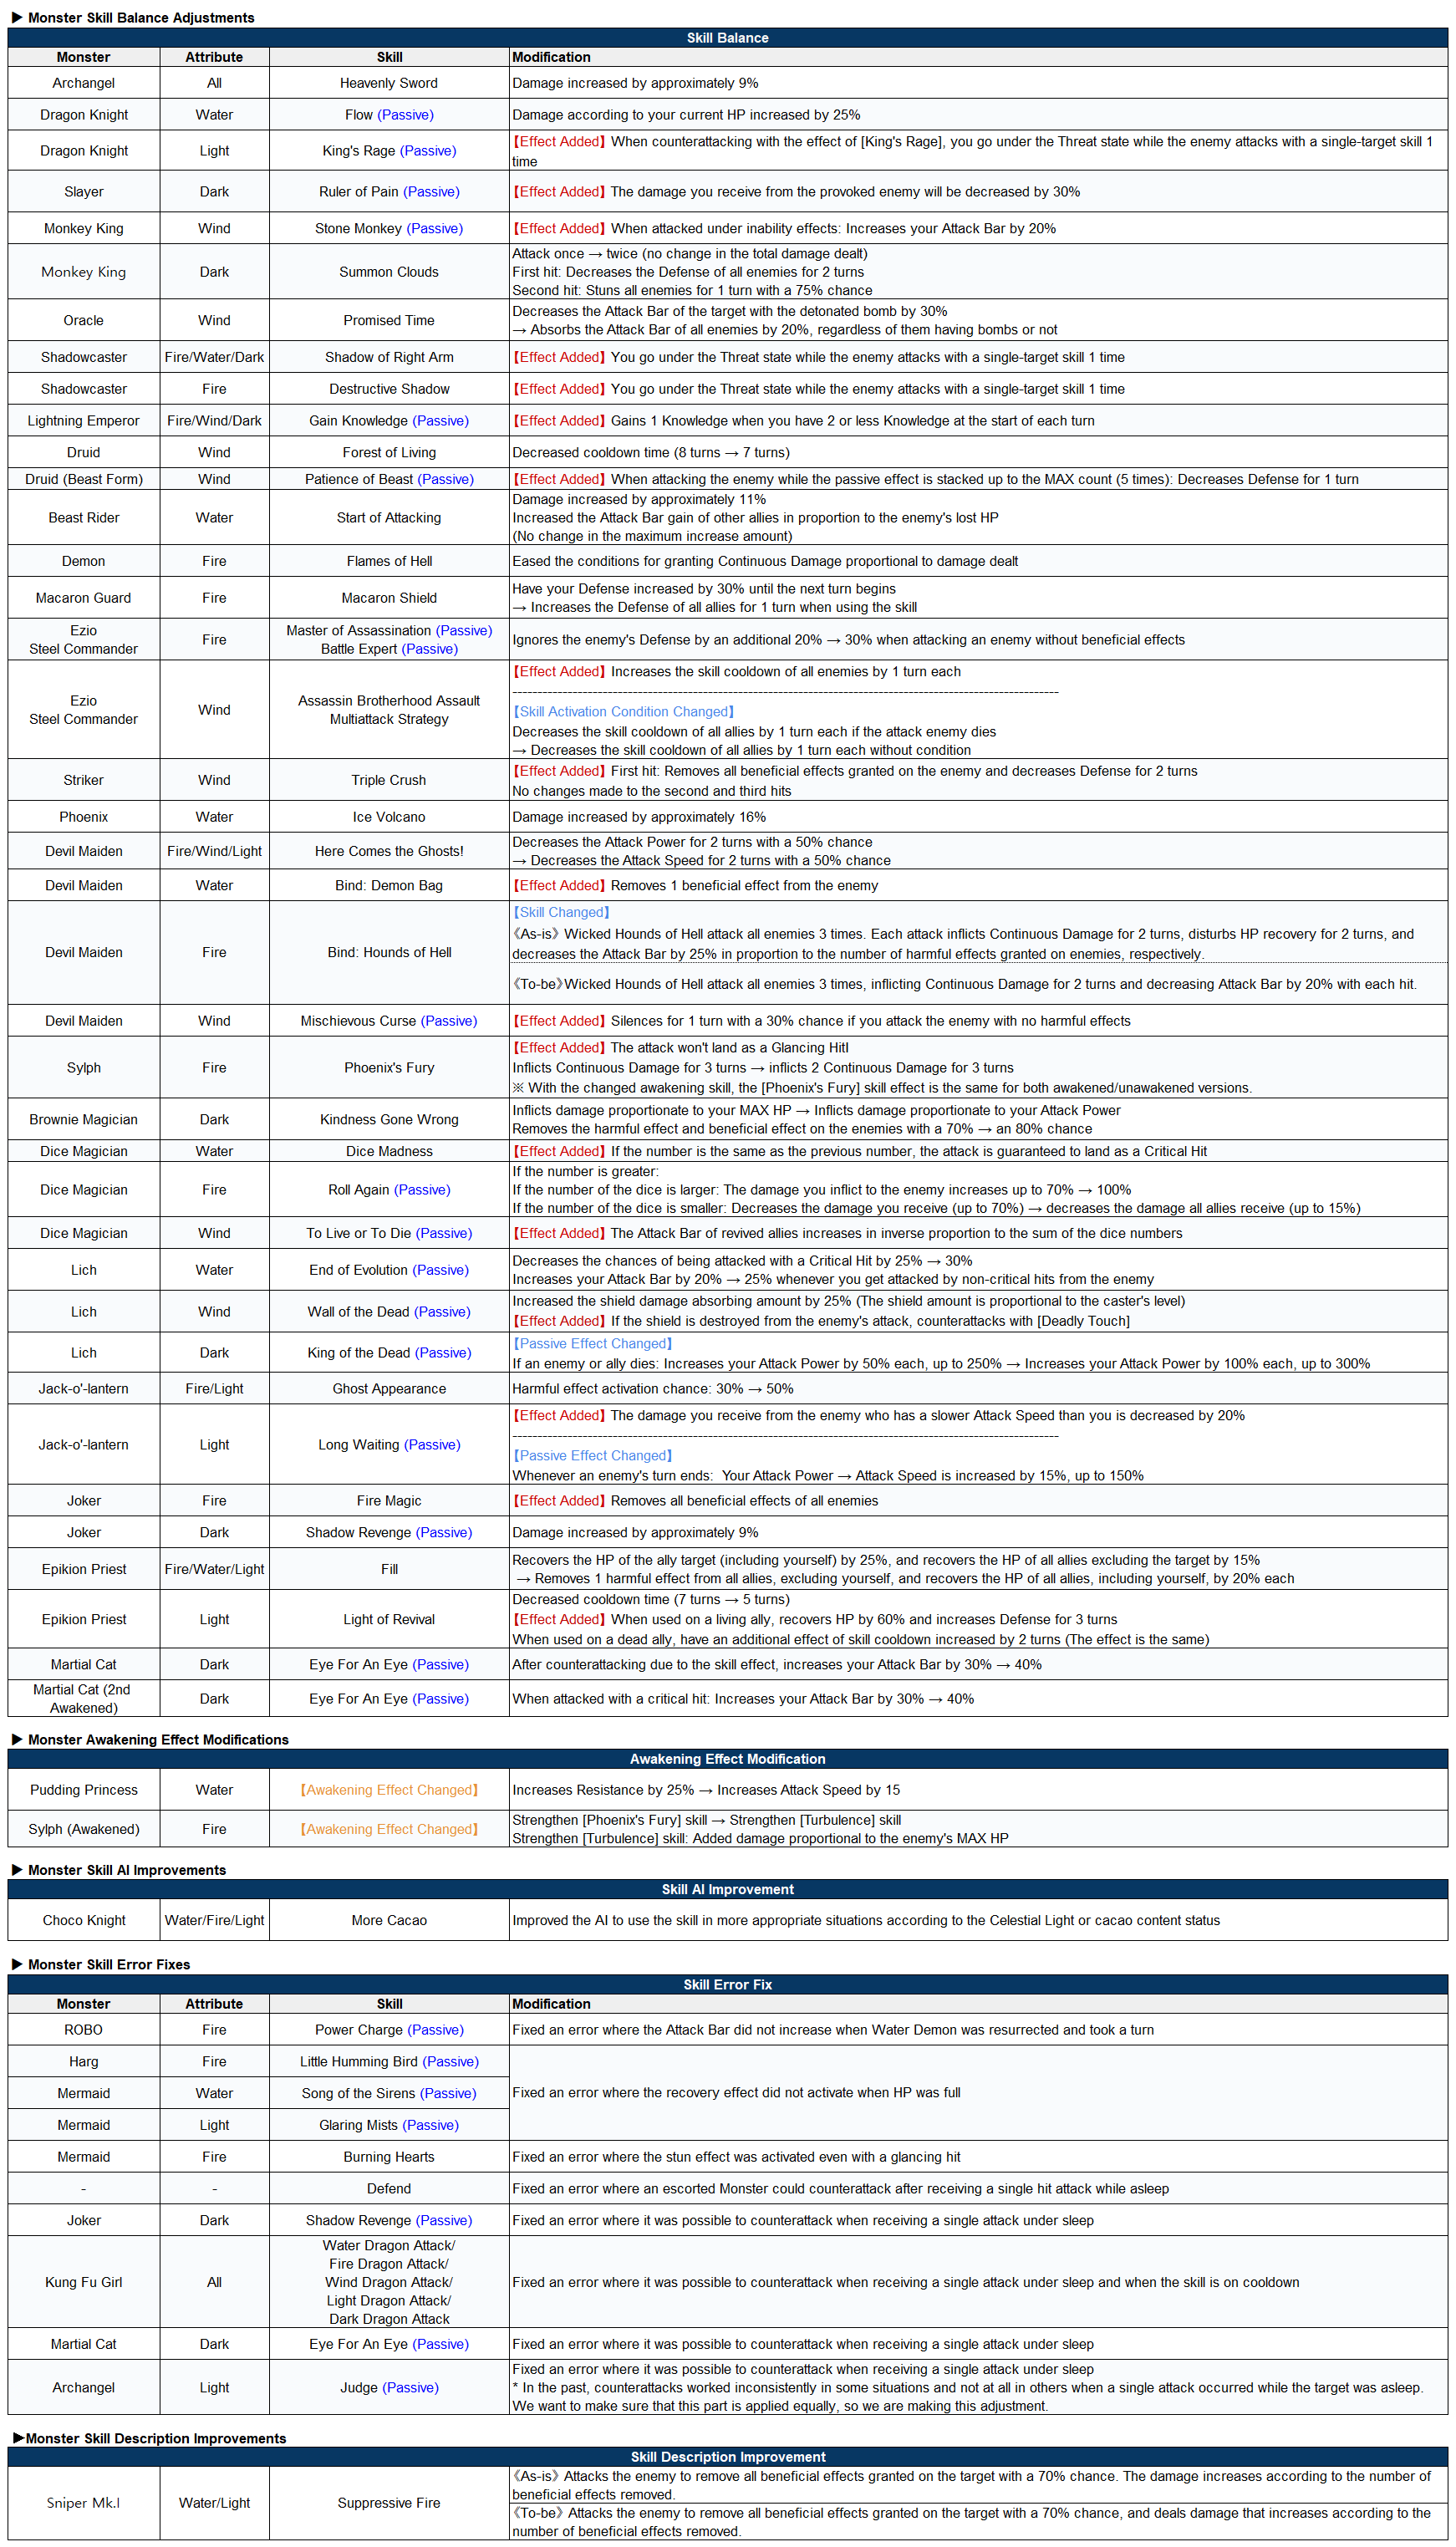 ▶ Monster Skill Balance Adjustments
Skill Balance
Monster Attribute Skill Modification
Archangel All Heavenly Sword Damage increased by approximately 9%
Dragon Knight Water Flow (Passive) Damage according to your current HP increased by 25%
Dragon Knight Light King's Rage (Passive) 【Effect Added】 When counterattacking with the effect of [King's Rage], you go under the Threat state while the enemy attacks with a single-target skill 1
time
Slayer Dark Ruler of Pain (Passive) 【Effect Added】 The damage you receive from the provoked enemy will be decreased by 30%
Monkey King Wind Stone Monkey (Passive) 【Effect Added】 When attacked under inability effects: Increases your Attack Bar by 20%
Monkey King Dark Summon Clouds
Attack once → twice (no change in the total damage dealt)
First hit: Decreases the Defense of all enemies for 2 turns
Second hit: Stuns all enemies for 1 turn with a 75% chance
Oracle Wind Promised Time
Decreases the Attack Bar of the target with the detonated bomb by 30%
→ Absorbs the Attack Bar of all enemies by 20%, regardless of them having bombs or not
Shadowcaster Fire/Water/Dark Shadow of Right Arm 【Effect Added】 You go under the Threat state while the enemy attacks with a single-target skill 1 time
Shadowcaster Fire Destructive Shadow 【Effect Added】 You go under the Threat state while the enemy attacks with a single-target skill 1 time
Lightning Emperor Fire/Wind/Dark Gain Knowledge (Passive) 【Effect Added】 Gains 1 Knowledge when you have 2 or less Knowledge at the start of each turn
Druid Wind Forest of Living Decreased cooldown time (8 turns → 7 turns)
Druid (Beast Form) Wind Patience of Beast (Passive) 【Effect Added】 When attacking the enemy while the passive effect is stacked up to the MAX count (5 times): Decreases Defense for 1 turn
Beast Rider Water Start of Attacking
Damage increased by approximately 11%
Increased the Attack Bar gain of other allies in proportion to the enemy's lost HP
(No change in the maximum increase amount)
Demon Fire Flames of Hell Eased the conditions for granting Continuous Damage proportional to damage dealt
Macaron Guard Fire Macaron Shield
Have your Defense increased by 30% until the next turn begins
→ Increases the Defense of all allies for 1 turn when using the skill
Ezio
Steel Commander
Fire
Master of Assassination (Passive)
Battle Expert (Passive)
Ignores the enemy's Defense by an additional 20% → 30% when attacking an enemy without beneficial effects
Ezio
Steel Commander
Wind
Assassin Brotherhood Assault
Multiattack Strategy
【Effect Added】 Increases the skill cooldown of all enemies by 1 turn each
--------------------------------------------------------------------------------------------------------------
【Skill Activation Condition Changed】
Decreases the skill cooldown of all allies by 1 turn each if the attack enemy dies
→ Decreases the skill cooldown of all allies by 1 turn each without condition
Striker Wind Triple Crush
【Effect Added】 First hit: Removes all beneficial effects granted on the enemy and decreases Defense for 2 turns
No changes made to the second and third hits
Phoenix Water Ice Volcano Damage increased by approximately 16%
Devil Maiden Fire/Wind/Light Here Comes the Ghosts!
Decreases the Attack Power for 2 turns with a 50% chance
→ Decreases the Attack Speed for 2 turns with a 50% chance
Devil Maiden Water Bind: Demon Bag 【Effect Added】 Removes 1 beneficial effect from the enemy
Devil Maiden Fire Bind: Hounds of Hell
【Skill Changed】
《As-is》Wicked Hounds of Hell attack all enemies 3 times. Each attack inflicts Continuous Damage for 2 turns, disturbs HP recovery for 2 turns, and
decreases the Attack Bar by 25% in proportion to the number of harmful effects granted on enemies, respectively.
《To-be》Wicked Hounds of Hell attack all enemies 3 times, inflicting Continuous Damage for 2 turns and decreasing Attack Bar by 20% with each hit.
Devil Maiden Wind Mischievous Curse (Passive) 【Effect Added】 Silences for 1 turn with a 30% chance if you attack the enemy with no harmful effects
Sylph Fire Phoenix's Fury
【Effect Added】 The attack won't land as a Glancing Hitl
Inflicts Continuous Damage for 3 turns → inflicts 2 Continuous Damage for 3 turns
※ With the changed awakening skill, the [Phoenix's Fury] skill effect is the same for both awakened/unawakened versions.
Brownie Magician Dark Kindness Gone Wrong
Inflicts damage proportionate to your MAX HP → Inflicts damage proportionate to your Attack Power
Removes the harmful effect and beneficial effect on the enemies with a 70% → an 80% chance
Dice Magician Water Dice Madness 【Effect Added】 If the number is the same as the previous number, the attack is guaranteed to land as a Critical Hit
Dice Magician Fire Roll Again (Passive)
If the number is greater:
If the number of the dice is larger: The damage you inflict to the enemy increases up to 70% → 100%
If the number of the dice is smaller: Decreases the damage you receive (up to 70%) → decreases the damage all allies receive (up to 15%)
Dice Magician Wind To Live or To Die (Passive) 【Effect Added】 The Attack Bar of revived allies increases in inverse proportion to the sum of the dice numbers
Lich Water End of Evolution (Passive)
Decreases the chances of being attacked with a Critical Hit by 25% → 30%
Increases your Attack Bar by 20% → 25% whenever you get attacked by non-critical hits from the enemy
Lich Wind Wall of the Dead (Passive)
Increased the shield damage absorbing amount by 25% (The shield amount is proportional to the caster's level)
【Effect Added】 If the shield is destroyed from the enemy's attack, counterattacks with [Deadly Touch]
Lich Dark King of the Dead (Passive)
【Passive Effect Changed】
If an enemy or ally dies: Increases your Attack Power by 50% each, up to 250% → Increases your Attack Power by 100% each, up to 300%
Jack-o'-lantern Fire/Light Ghost Appearance Harmful effect activation chance: 30% → 50%
Jack-o'-lantern Light Long Waiting (Passive)
【Effect Added】 The damage you receive from the enemy who has a slower Attack Speed than you is decreased by 20%
--------------------------------------------------------------------------------------------------------------
【Passive Effect Changed】
Whenever an enemy's turn ends: Your Attack Power → Attack Speed is increased by 15%, up to 150%
Joker Fire Fire Magic 【Effect Added】 Removes all beneficial effects of all enemies
Joker Dark Shadow Revenge (Passive) Damage increased by approximately 9%
Epikion Priest Fire/Water/Light Fill
Recovers the HP of the ally target (including yourself) by 25%, and recovers the HP of all allies excluding the target by 15%
→ Removes 1 harmful effect from all allies, excluding yourself, and recovers the HP of all allies, including yourself, by 20% each
Epikion Priest Light Light of Revival
Decreased cooldown time (7 turns → 5 turns)
【Effect Added】 When used on a living ally, recovers HP by 60% and increases Defense for 3 turns
When used on a dead ally, have an additional effect of skill cooldown increased by 2 turns (The effect is the same)
Martial Cat Dark Eye For An Eye (Passive) After counterattacking due to the skill effect, increases your Attack Bar by 30% → 40%
Martial Cat (2nd
Awakened)
Dark Eye For An Eye (Passive) When attacked with a critical hit: Increases your Attack Bar by 30% → 40%
▶ Monster Awakening Effect Modifications
Awakening Effect Modification
Pudding Princess Water 【Awakening Effect Changed】 Increases Resistance by 25% → Increases Attack Speed by 15
Sylph (Awakened) Fire 【Awakening Effect Changed】
Strengthen [Phoenix's Fury] skill → Strengthen [Turbulence] skill
Strengthen [Turbulence] skill: Added damage proportional to the enemy's MAX HP
▶ Monster Skill AI Improvements
Skill AI Improvement
Choco Knight Water/Fire/Light More Cacao Improved the AI to use the skill in more appropriate situations according to the Celestial Light or cacao content status
▶ Monster Skill Error Fixes
Skill Error Fix
Monster Attribute Skill Modification
ROBO Fire Power Charge (Passive) Fixed an error where the Attack Bar did not increase when Water Demon was resurrected and took a turn
Harg Fire Little Humming Bird (Passive)
Mermaid Water Song of the Sirens (Passive) Fixed an error where the recovery effect did not activate when HP was full
Mermaid Light Glaring Mists (Passive)
Mermaid Fire Burning Hearts Fixed an error where the stun effect was activated even with a glancing hit
- - Defend Fixed an error where an escorted Monster could counterattack after receiving a single hit attack while asleep
Joker Dark Shadow Revenge (Passive) Fixed an error where it was possible to counterattack when receiving a single attack under sleep
Kung Fu Girl All
Water Dragon Attack/
Fire Dragon Attack/
Wind Dragon Attack/
Light Dragon Attack/
Dark Dragon Attack
Fixed an error where it was possible to counterattack when receiving a single attack under sleep and when the skill is on cooldown
Martial Cat Dark Eye For An Eye (Passive) Fixed an error where it was possible to counterattack when receiving a single attack under sleep
Archangel Light Judge (Passive)
Fixed an error where it was possible to counterattack when receiving a single attack under sleep
* In the past, counterattacks worked inconsistently in some situations and not at all in others when a single attack occurred while the target was asleep.
We want to make sure that this part is applied equally, so we are making this adjustment.
▶Monster Skill Description Improvements
Skill Description Improvement
Sniper Mk.I Water/Light Suppressive Fire
《As-is》Attacks the enemy to remove all beneficial effects granted on the target with a 70% chance. The damage increases according to the number of
beneficial effects removed.
《To-be》Attacks the enemy to remove all beneficial effects granted on the target with a 70% chance, and deals damage that increases according to the
number of beneficial effects removed.